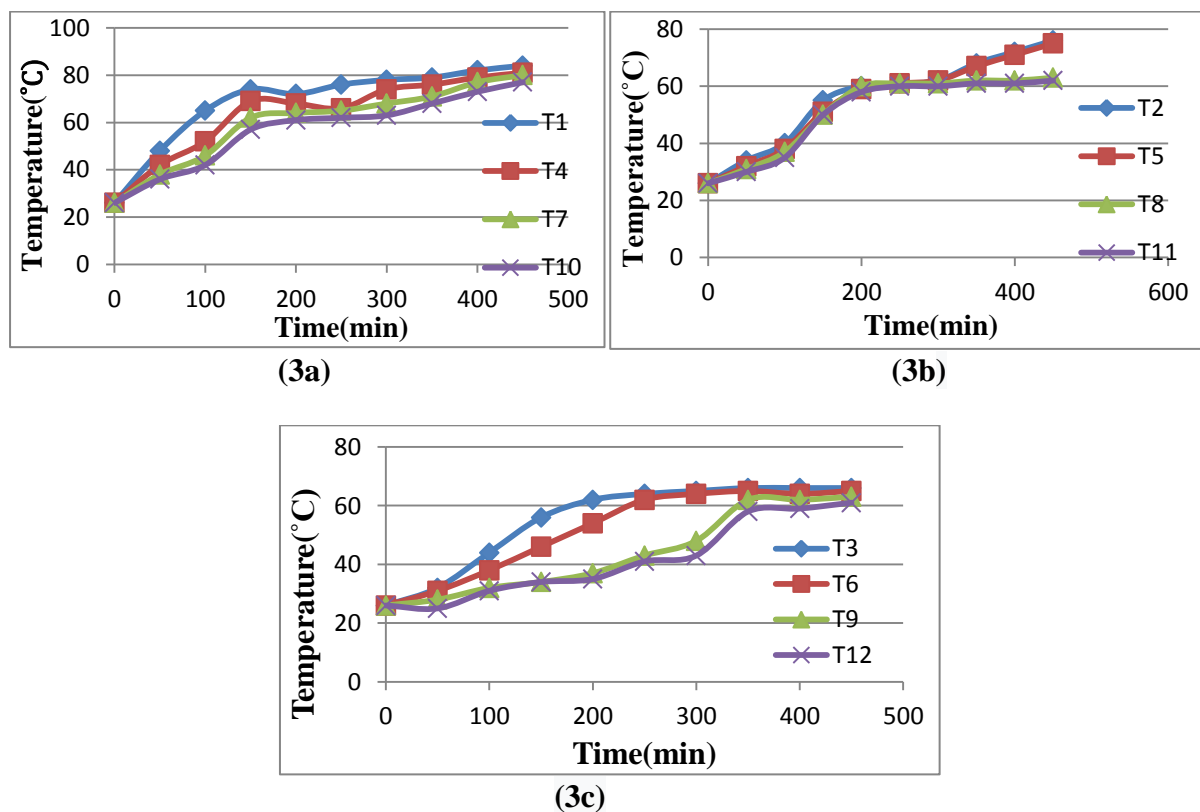 100
80
60
40
20
0
Temperature(°C)
0 100 200 300 400 500
Time(min)
T1
T4
T7
T10
(3a)
80
60
40
20
0
Temperature(°C)
0 200 400 600
Time(min)
T2
T5
T8
T11
(3b)
80
60
40
20
0
Temperature(°C)
0 100 200 300 400 500
Time(min)
T3
T6
T9
T12
(3c)